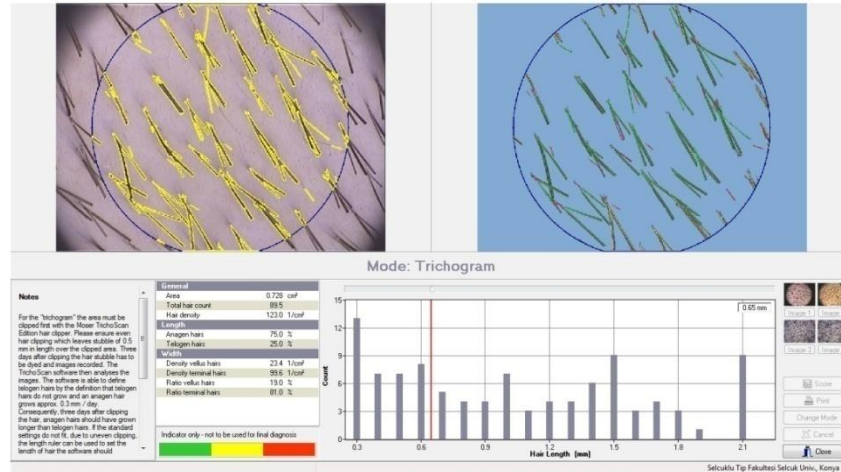 Mode: Trichogram
Notes
For the "trichogram" the area must be
clipped first with the Moser TrichoScan
Edition hair clipper. Please ensure even
hair clipping which leaves stubble of 0.5
mm in length over the clipped area. Three
days after clipping the hair stubble has to
be dyed and images recorded. The
TrichoScan software then analyses the
images. The software is able to define
telogen hairs by the definition that telogen
hairs do not grow and an anagen hair
grows approx. 0.3 mm / day.
Consequently, three days after clipping
the hair, anagen hairs should have grown
longer than telogen hairs. If the standard
settings do not fit, due to uneven clipping,
the length ruler can be used to set the
length of hair the software should
General
Area 0.728 cm²
Total hair count 89.5
Hair density 123.0 1/cm²
Length
Anagen hairs 75.0 %
Telogen hairs 25.0 %
Width
Density vellus hairs 23.4 1/cm²
Density terminal hairs 99.6 1/cm²
Ratio vellus hairs 19.0 %
Ratio terminal hairs 81.0 %
Indicator only - not to be used for final diagnosis
0.65 mm
15
12
9
6
3
0
Count
0.3 0.6 0.9 1.2 1.5 1.8 2.1
Hair Length [mm]
Image 1 Image
Image 3 Image
Score
Print
Change Mode
Cancel
Close
Selcuklu Tip Fakultesi Selcuk Univ., Konya